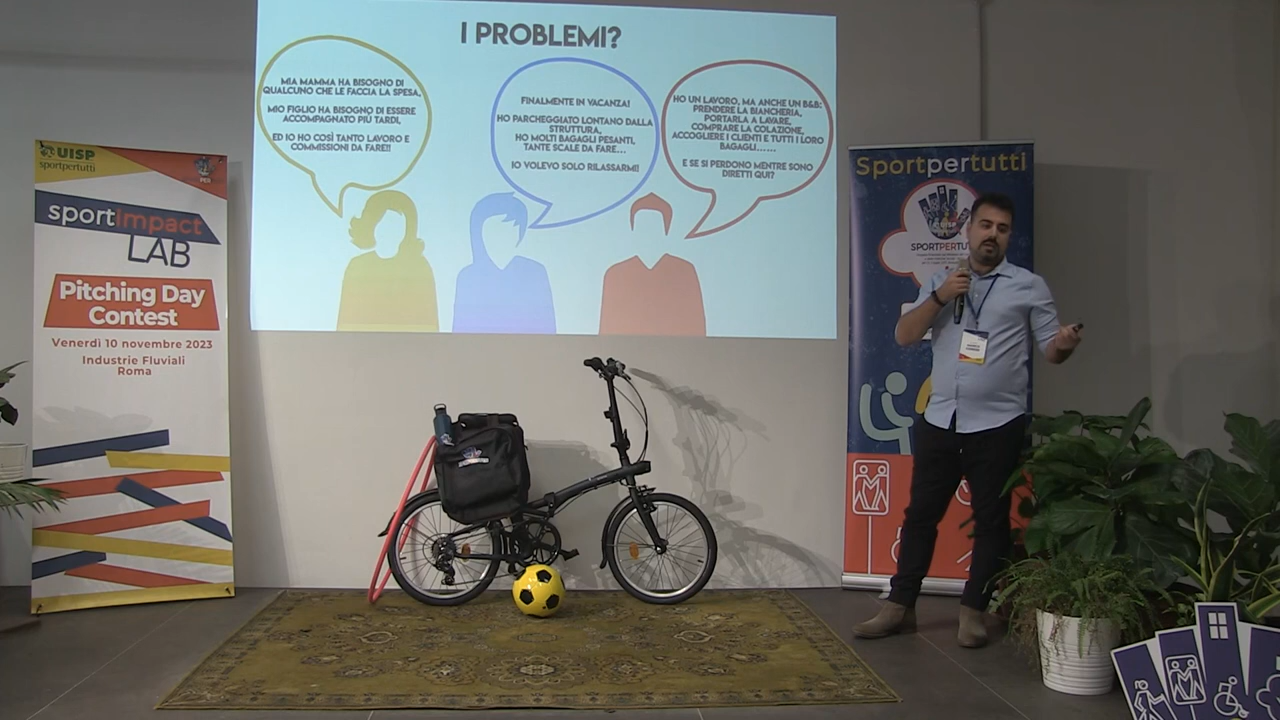 I PROBLEMI?
MIA MAMMA HA BISOGNO DI
QUALCUNO CHE LE FACCIA LA SPESA,
MIO FIGLIO HA BISOGNO DI ESSERE
ACCOMPAGNATO PIÙ TARDI,
ED IO HO COSÌ TANTO LAVORO E
COMMISSIONI DA FARE!!
FINALMENTE IN VACANZA!
HO PARCHEGGIATO LONTANO DALLA
STRUTTURA,
HO MOLTI BAGAGLI PESANTI,
TANTE SCALE DA FARE...
IO VOLEVO SOLO RILASSARMI!!
HO UN LAVORO, MA ANCHE UN B&B:
PRENDERE LA BIANCHERIA,
PORTARLA A LAVARE,
COMPRARE LA COLAZIONE,
ACCOGLIERE I CLIENTI E TUTTI I LORO
BAGAGLI......
E SE SI PERDONO MENTRE SONO
DIRETTI QUI?
UISP
sportpertutti
sportimpact
LAB
Pitching Day
Contest
Venerdì 10 novembre 2023
Industrie Fluviali
Roma
Sportpertutti
UISP